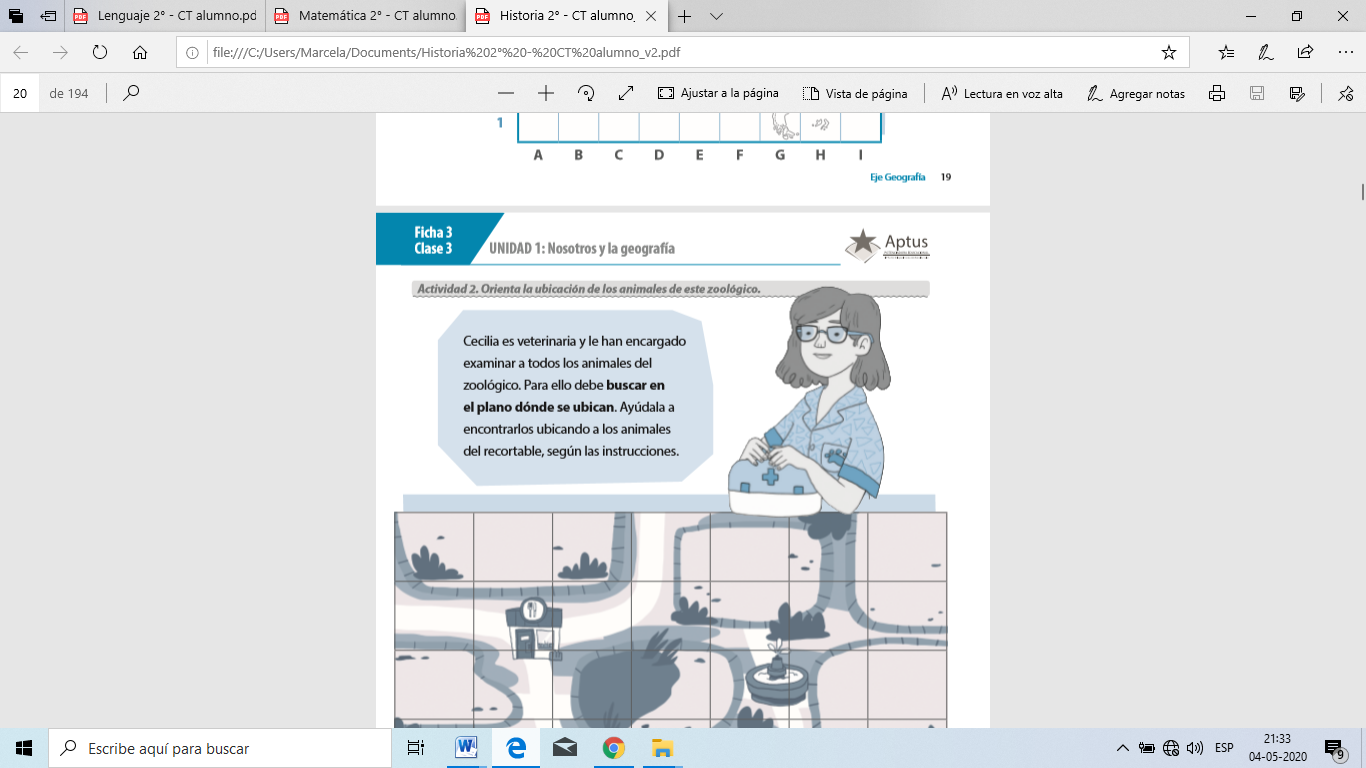 Lenguaje 2° - CT alumno.pd
Matemática 2° - CT alumno.
Historia 2° - CT alumno_
file:///C:/Users/Marcela/Documents/Historia%202°%20-%20CT%20alumno_v2.pdf
20 de 194
Ajustar a la página
Vista de página
Lectura en voz alta
Agregar notas
1
A B C D E F G H I
Eje Geografía 19
Ficha 3
Clase 3
UNIDAD 1: Nosotros y la geografía
Aptus
Actividad 2. Orienta la ubicación de los animales de este zoológico.
Cecilia es veterinaria y le han encargado
examinar a todos los animales del
zoológico. Para ello debe buscar en
el plano dónde se ubican. Ayúdala a
encontrarlos ubicando a los animales
del recortable, según las instrucciones.
Escribe aquí para buscar
ESP
21:33
04-05-2020
9